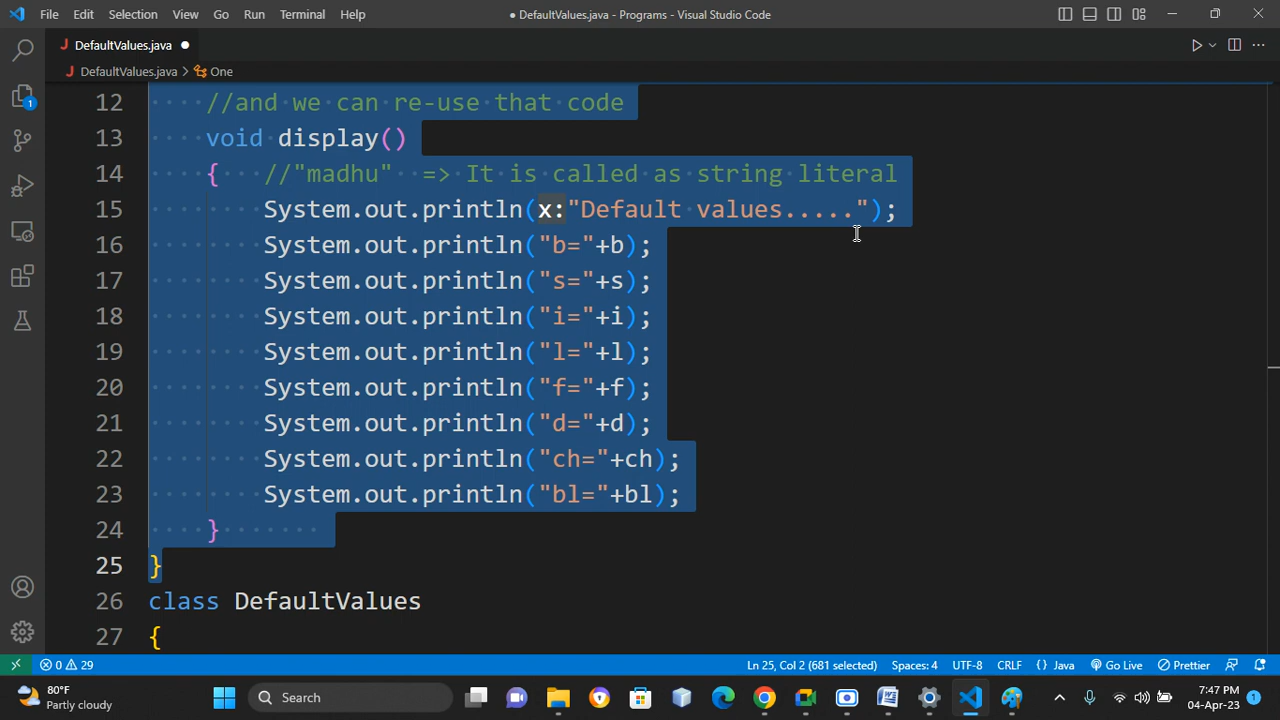 File Edit Selection View Go Run Terminal Help ● DefaultValues.java - Programs - Visual Studio Code
J DefaultValues.java ●
J DefaultValues.java > One
12 //and we can re-use that code
13 void display()
14 { //"madhu" => It is called as string literal
15 System.out.println(x:"Default values.....");
16 System.out.println("b="+b);
17 System.out.println("s="+s);
18 System.out.println("i="+i);
19 System.out.println("l="+l);
20 System.out.println("f="+f);
21 System.out.println("d="+d);
22 System.out.println("ch="+ch);
23 System.out.println("bl="+bl);
24 }
25 }
26 class DefaultValues
27 {
1
0 29 Ln 25, Col 2 (681 selected) Spaces: 4 UTF-8 CRLF {} Java Go Live Prettier
80°F
Partly cloudy
Search
7:47 PM
04-Apr-23
1